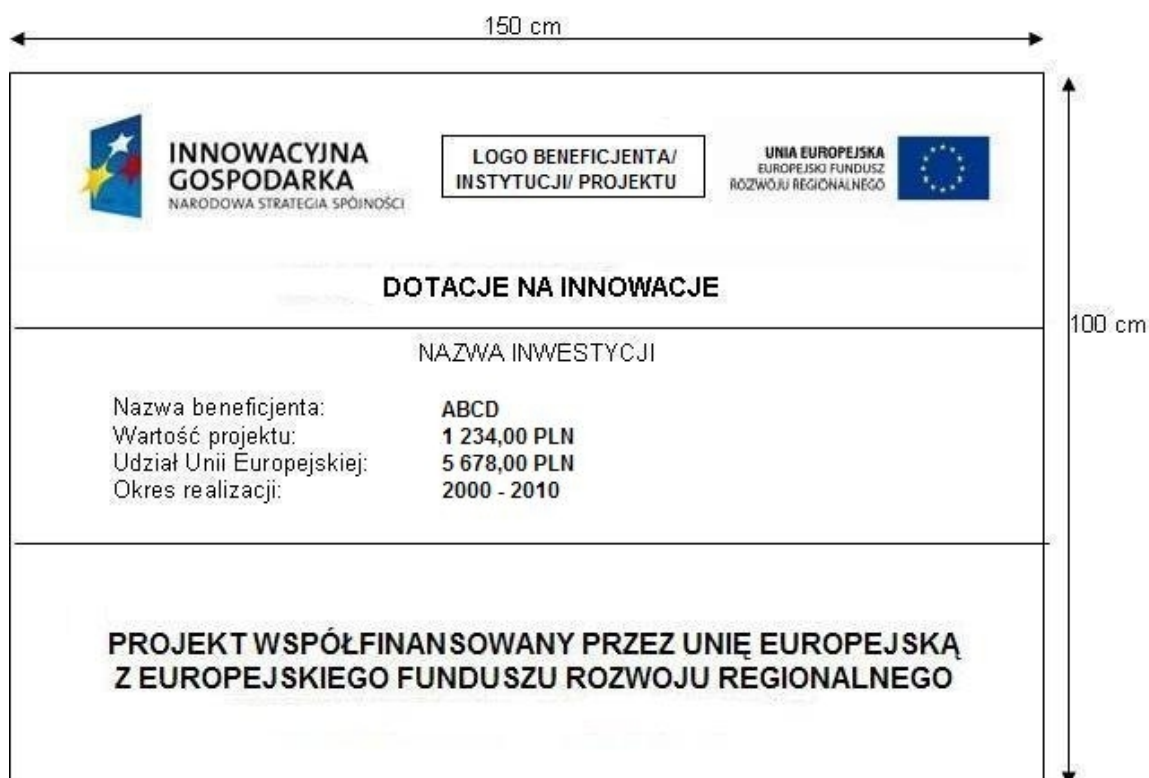 150 cm
INNOWACYJNA
GOSPODARKA
NARODOWA STRATEGIA SPÓJNOŚCI
LOGO BENEFICJENTA/
INSTYTUCJI/ PROJEKTU
UNIA EUROPEJSKA
EUROPEJSKI FUNDUSZ
ROZWOJU REGIONALNEGO
DOTACJE NA INNOWACJE
100 cm
NAZWA INWESTYCJI
Nazwa beneficjenta: ABCD
Wartość projektu: 1 234,00 PLN
Udział Unii Europejskiej: 5 678,00 PLN
Okres realizacji: 2000 - 2010
PROJEKT WSPÓŁFINANSOWANY PRZEZ UNIĘ EUROPEJSKĄ
Z EUROPEJSKIEGO FUNDUSZU ROZWOJU REGIONALNEGO